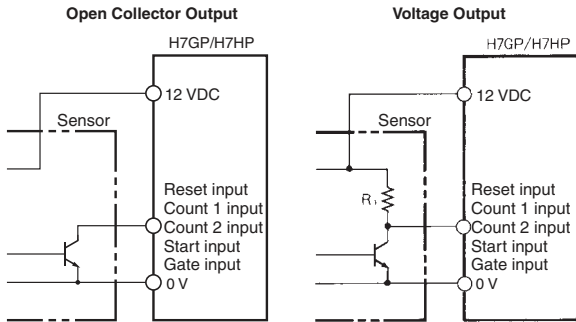 Open Collector Output
H7GP/H7HP
12 VDC
Sensor
Reset input
Count 1 input
Count 2 input
Start input
Gate input
0 V
Voltage Output
H7GP/H7HP
12 VDC
Sensor
R₁
Reset input
Count 1 input
Count 2 input
Start input
Gate input
0 V